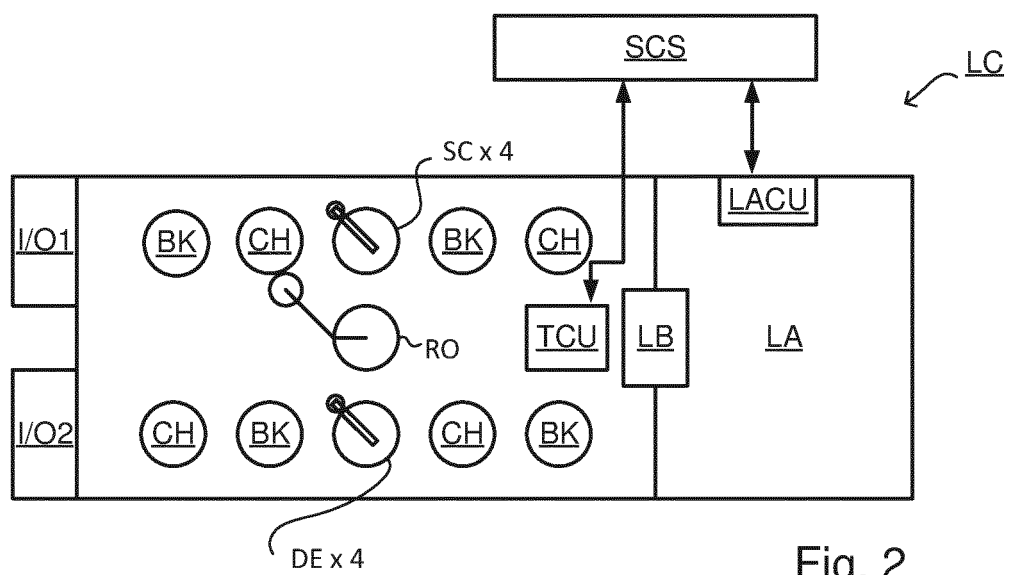 SCS
LC
SC x 4
LACU
I/O1
BK
CH
BK
CH
TCU
LB
LA
RO
I/O2
CH
BK
CH
BK
DE x 4
Fig. 2